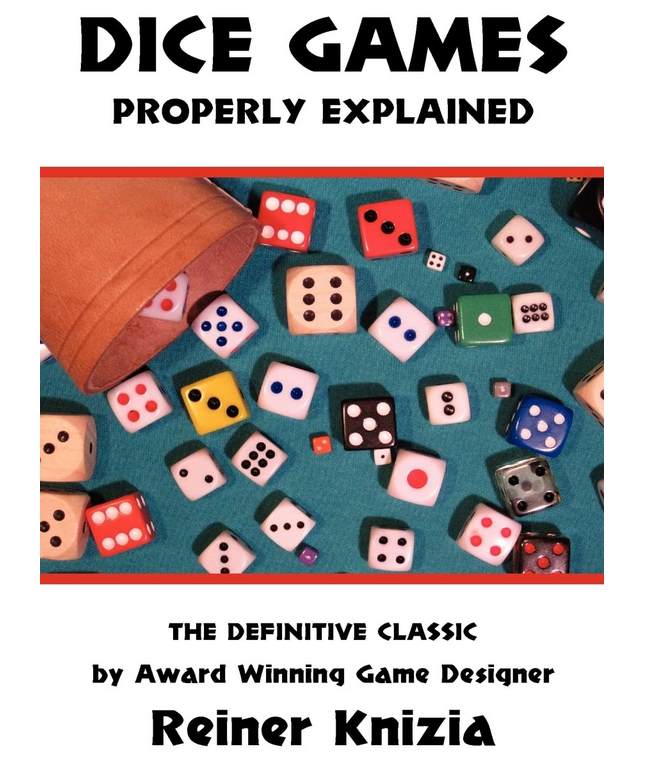 DICE GAMES
PROPERLY EXPLAINED
THE DEFINITIVE CLASSIC
by Award Winning Game Designer
Reiner Knizia